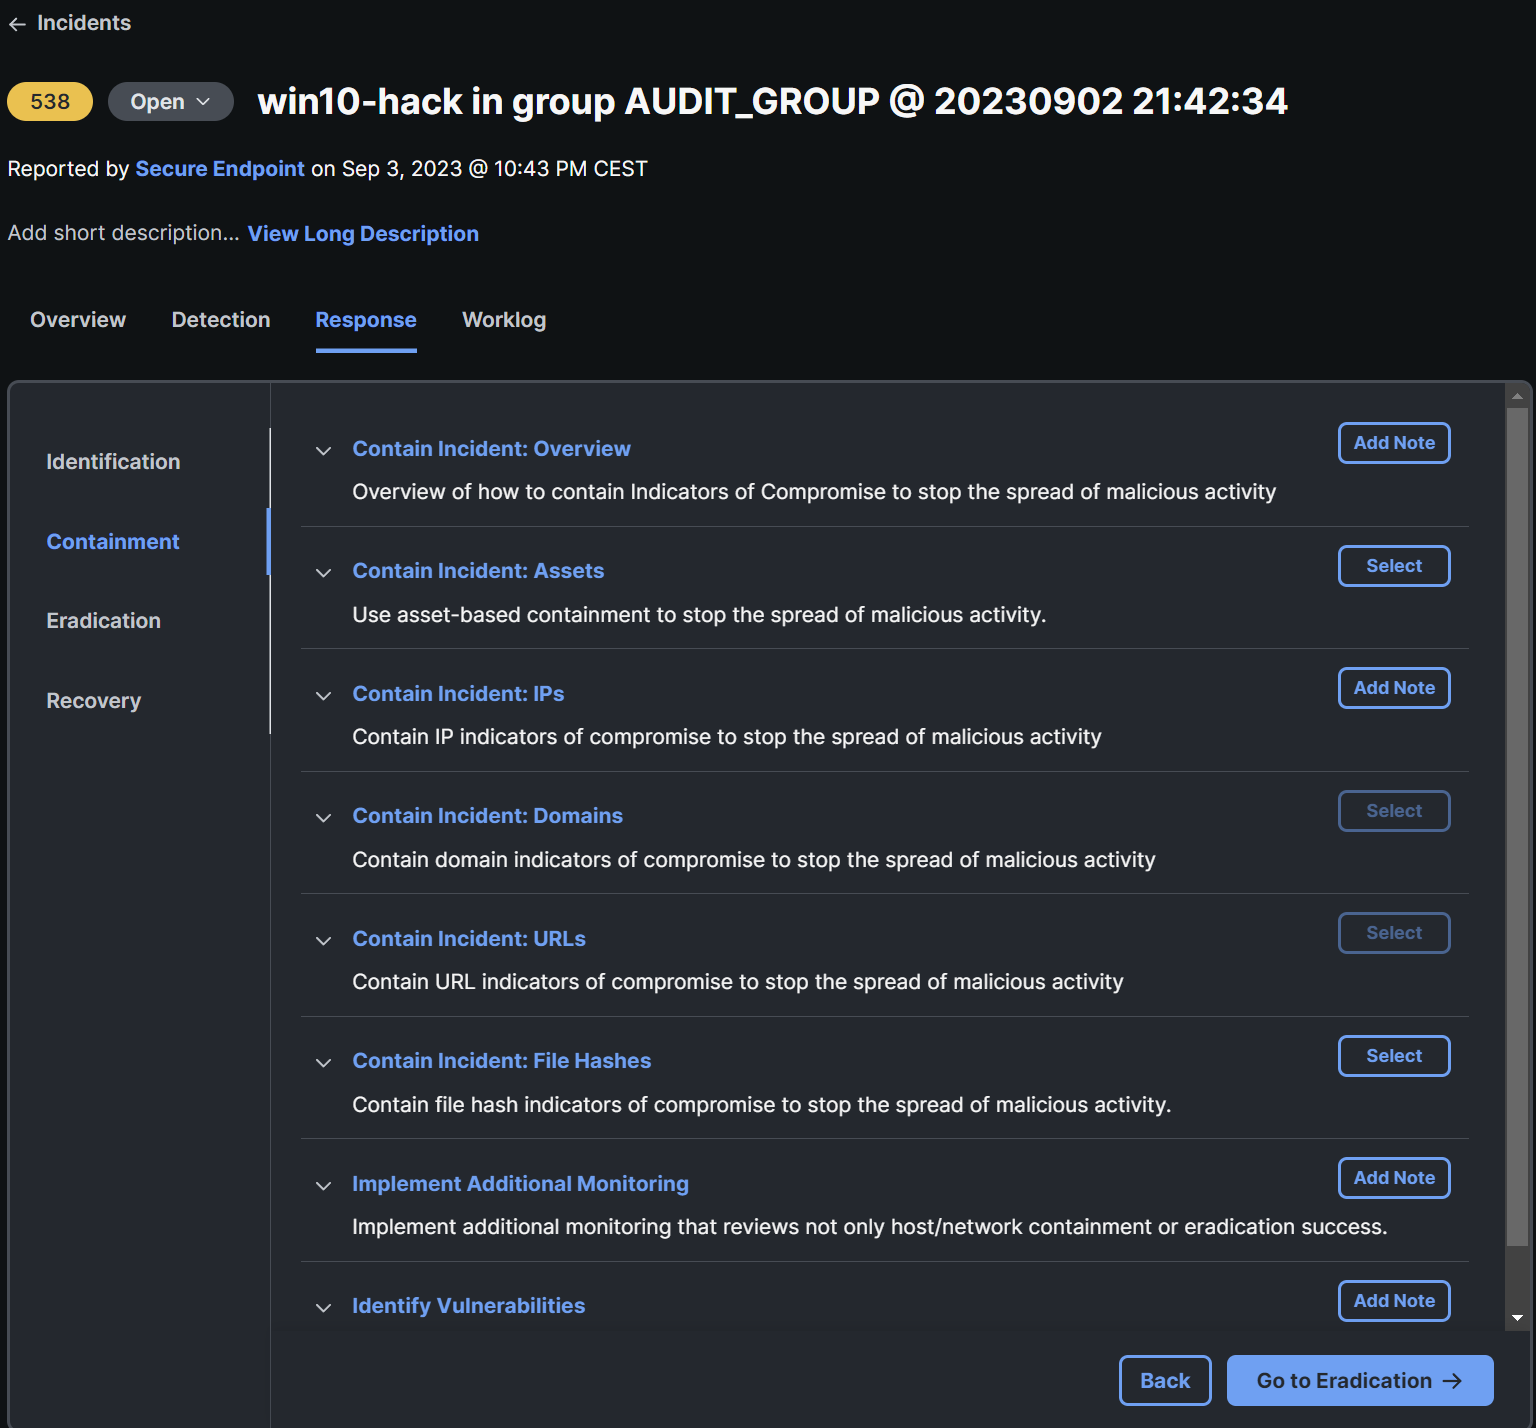 Incidents
538 Open win10-hack in group AUDIT_GROUP @ 20230902 21:42:34
Reported by Secure Endpoint on Sep 3, 2023 @ 10:43 PM CEST
Add short description... View Long Description
Overview Detection Response Worklog
Identification
Containment
Eradication
Recovery
Contain Incident: Overview Add Note
Overview of how to contain Indicators of Compromise to stop the spread of malicious activity
Contain Incident: Assets Select
Use asset-based containment to stop the spread of malicious activity.
Contain Incident: IPs Add Note
Contain IP indicators of compromise to stop the spread of malicious activity
Contain Incident: Domains Select
Contain domain indicators of compromise to stop the spread of malicious activity
Contain Incident: URLs Select
Contain URL indicators of compromise to stop the spread of malicious activity
Contain Incident: File Hashes Select
Contain file hash indicators of compromise to stop the spread of malicious activity.
Implement Additional Monitoring Add Note
Implement additional monitoring that reviews not only host/network containment or eradication success.
Identify Vulnerabilities Add Note
Back Go to Eradication